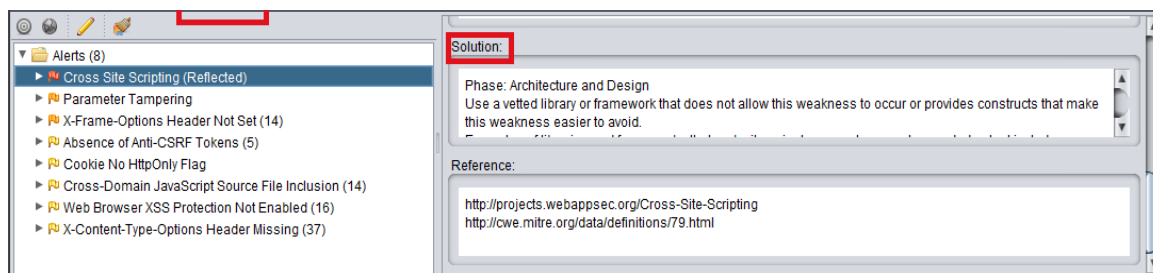 Alerts (8)
Cross Site Scripting (Reflected)
Parameter Tampering
X-Frame-Options Header Not Set (14)
Absence of Anti-CSRF Tokens (5)
Cookie No HttpOnly Flag
Cross-Domain JavaScript Source File Inclusion (14)
Web Browser XSS Protection Not Enabled (16)
X-Content-Type-Options Header Missing (37)
Solution:
Phase: Architecture and Design
Use a vetted library or framework that does not allow this weakness to occur or provides constructs that make
this weakness easier to avoid.
Reference:
http://projects.webappsec.org/Cross-Site-Scripting
http://cwe.mitre.org/data/definitions/79.html